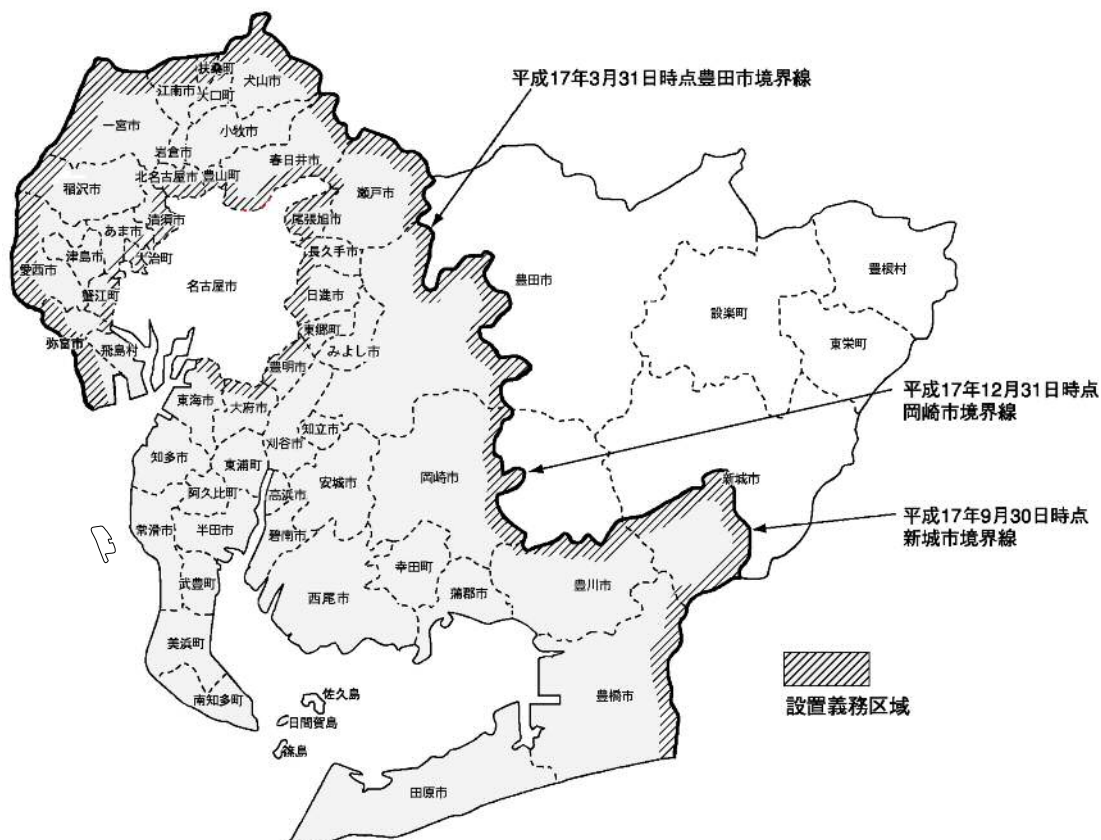 平成17年3月31日時点豊田市境界線
扶桑町
犬山市
江南市
大口町
一宮市
小牧市
岩倉市
春日井市
北名古屋市
豊山町
稲沢市
瀬戸市
清須市
尾張旭市
あま市
津島市
大治町
長久手市
愛西市
名古屋市
豊田市
豊根村
蟹江町
日進市
設楽町
東郷町
東栄町
弥富市
飛島村
みよし市
豊明市
平成17年12月31日時点
岡崎市境界線
東海市
大府市
知立市
刈谷市
知多市
東浦町
岡崎市
安城市
新城市
阿久比町
高浜市
平成17年9月30日時点
新城市境界線
常滑市
半田市
碧南市
幸田町
武豊町
豊川市
西尾市
蒲郡市
美浜町
南知多町
佐久島
豊橋市
設置義務区域
日間賀島
篠島
田原市